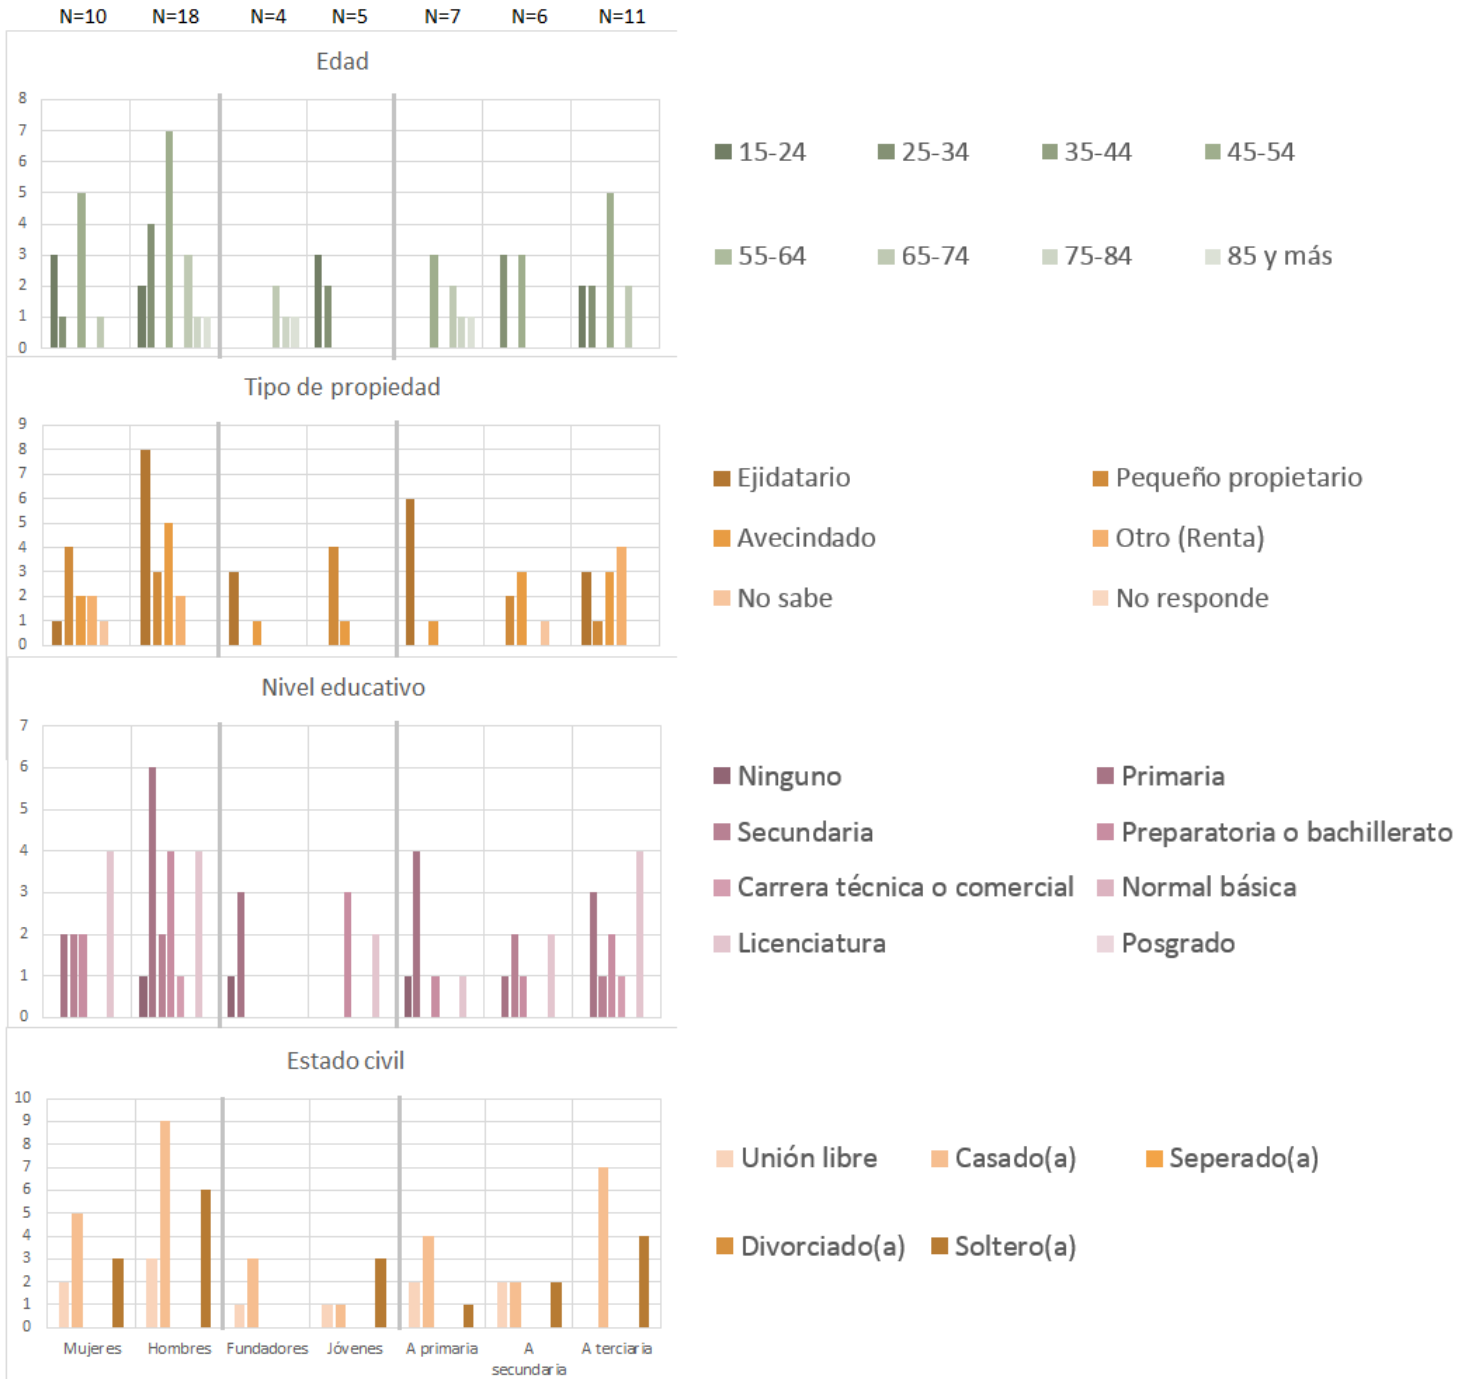 N=10 N=18 N=4 N=5 N=7 N=6 N=11
Edad
8
7
6
5
4
3
2
1
0
15-24 25-34 35-44 45-54
55-64 65-74 75-84 85 y más
Tipo de propiedad
9
8
7
6
5
4
3
2
1
0
Ejidatario Pequeño propietario
Avecindado Otro (Renta)
No sabe No responde
Nivel educativo
7
6
5
4
3
2
1
0
Ninguno Primaria
Secundaria Preparatoria o bachillerato
Carrera técnica o comercial Normal básica
Licenciatura Posgrado
Estado civil
10
9
8
7
6
5
4
3
2
1
0
Unión libre Casado(a) Seperado(a)
Divorciado(a) Soltero(a)
Mujeres Hombres Fundadores Jóvenes A primaria A A terciaria
secundaria